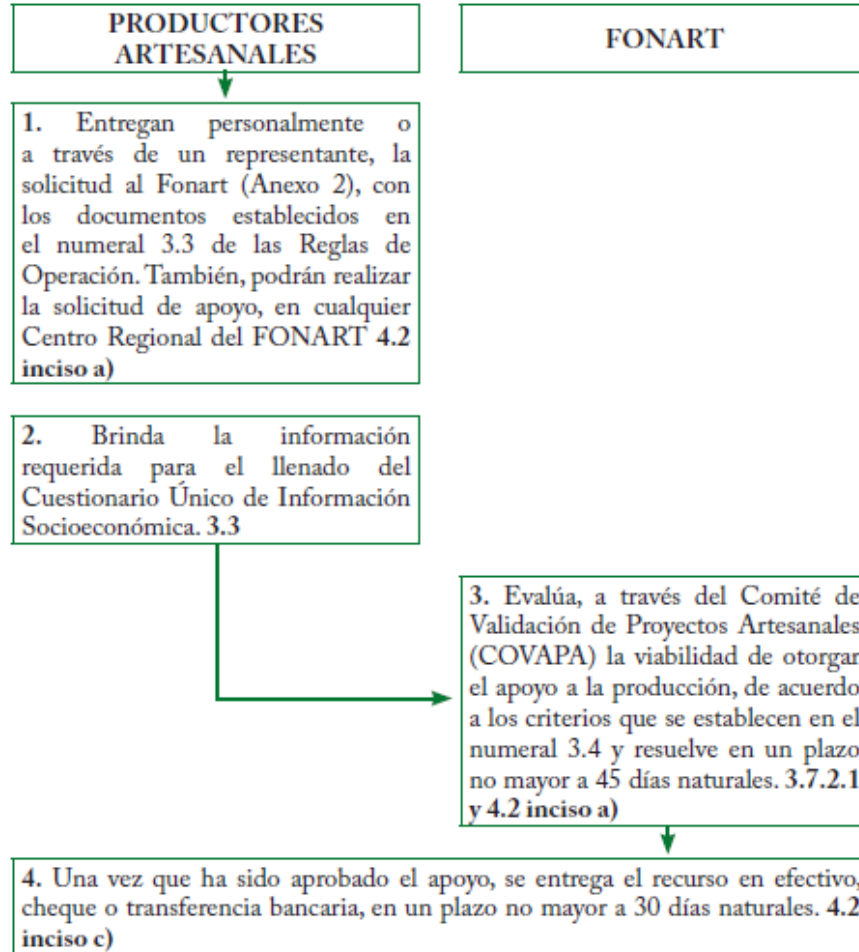 PRODUCTORES
ARTESANALES
FONART
1. Entregan personalmente o
a través de un representante, la
solicitud al Fonart (Anexo 2), con
los documentos establecidos en
el numeral 3.3 de las Reglas de
Operación. También, podrán realizar
la solicitud de apoyo, en cualquier
Centro Regional del FONART 4.2
inciso a)
2. Brinda la información
requerida para el llenado del
Cuestionario Único de Información
Socioeconómica. 3.3
3. Evalúa, a través del Comité de
Validación de Proyectos Artesanales
(COVAPA) la viabilidad de otorgar
el apoyo a la producción, de acuerdo
a los criterios que se establecen en el
numeral 3.4 y resuelve en un plazo
no mayor a 45 días naturales. 3.7.2.1
y 4.2 inciso a)
4. Una vez que ha sido aprobado el apoyo, se entrega el recurso en efectivo,
cheque o transferencia bancaria, en un plazo no mayor a 30 días naturales. 4.2
inciso c)